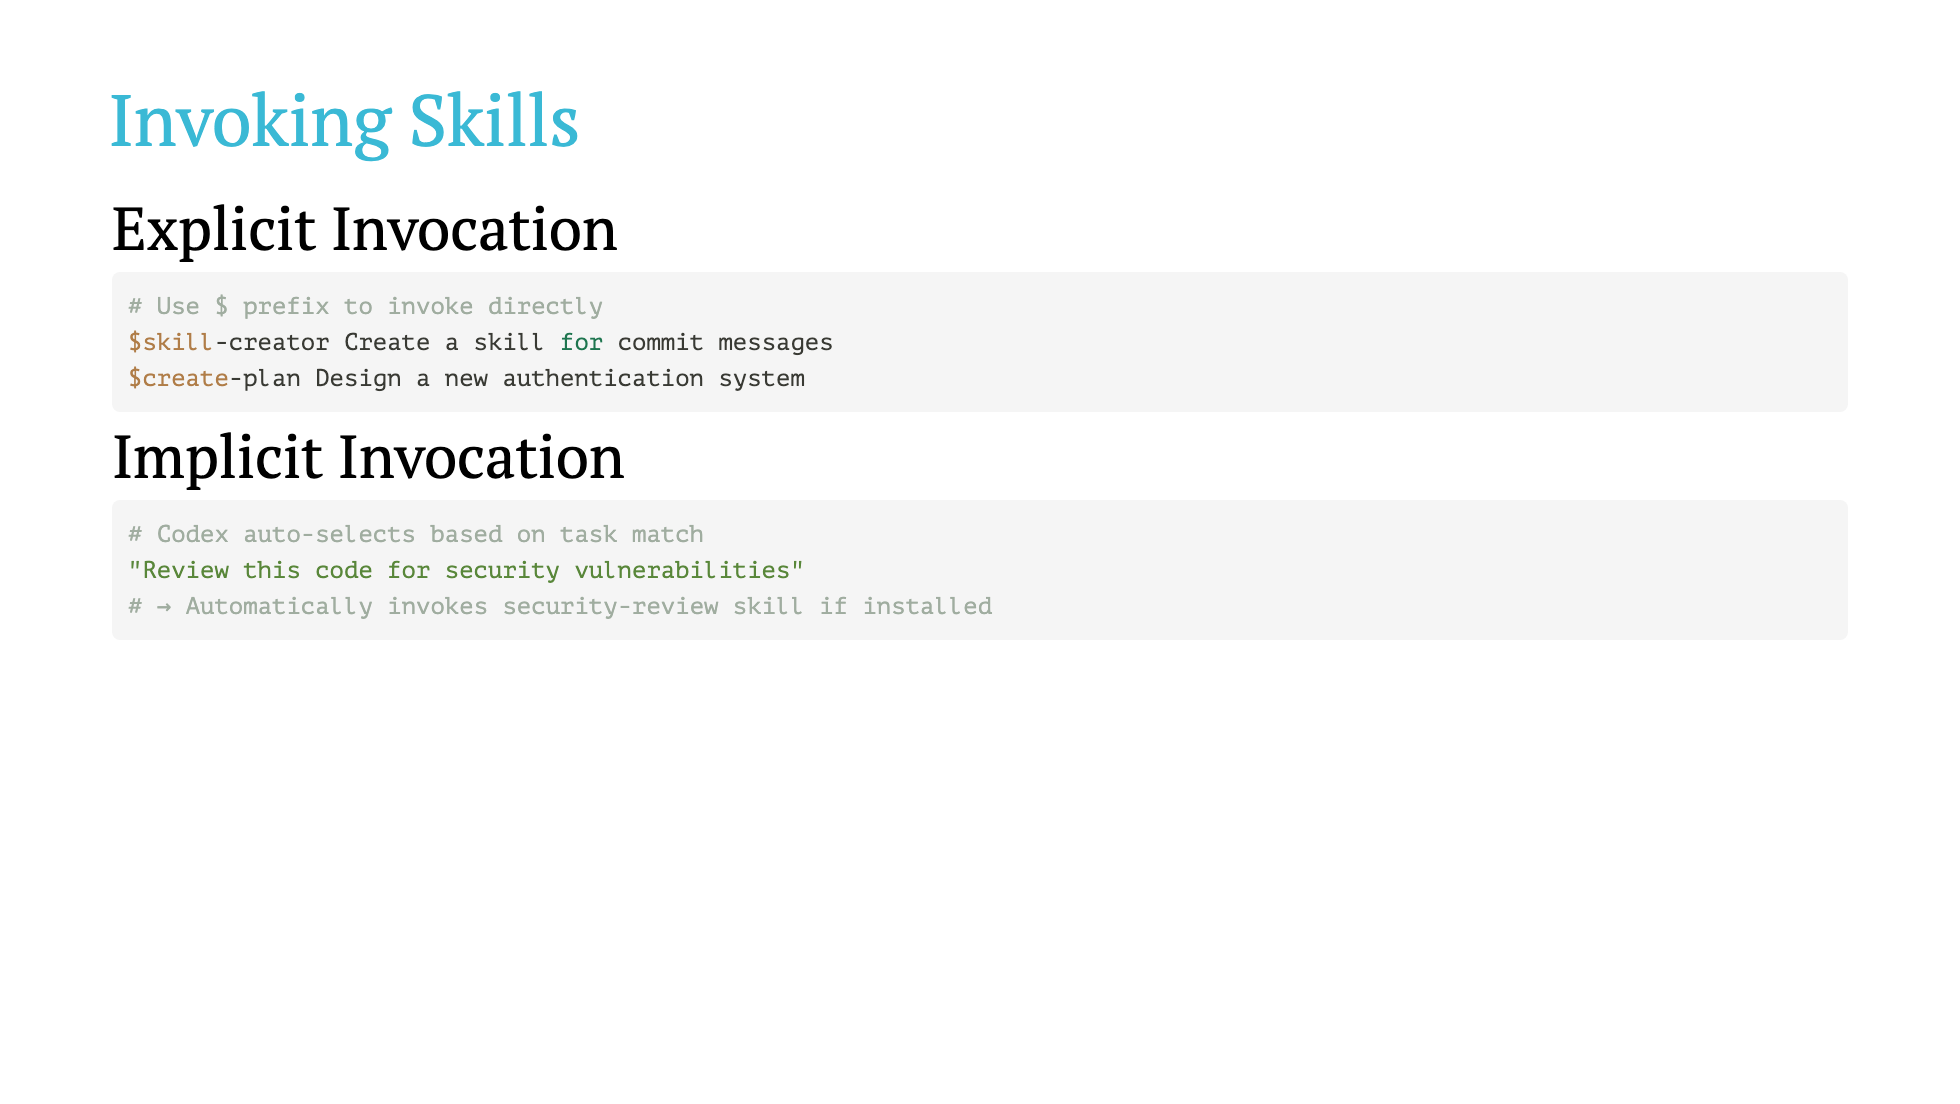 Invoking Skills
Explicit Invocation
# Use $ prefix to invoke directly
$skill-creator Create a skill for commit messages
$create-plan Design a new authentication system
Implicit Invocation
# Codex auto-selects based on task match
"Review this code for security vulnerabilities"
# → Automatically invokes security-review skill if installed